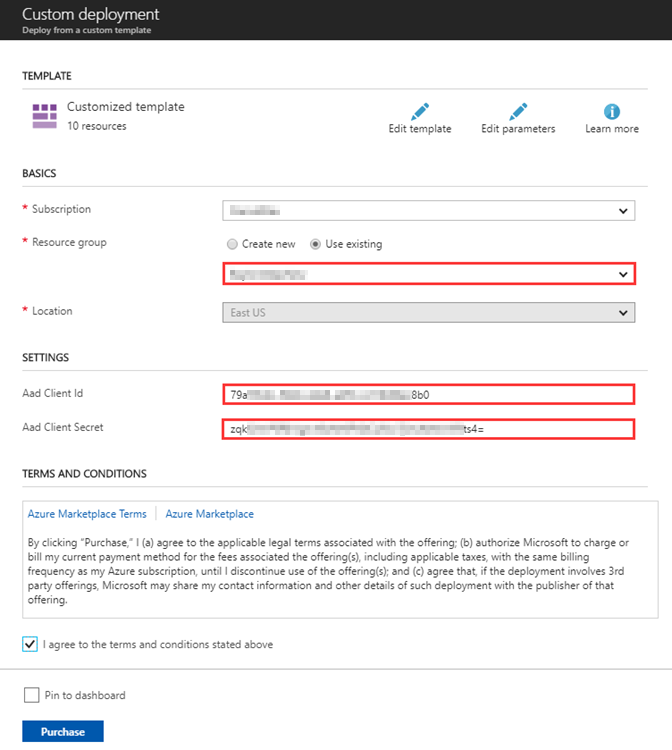 Custom deployment
Deploy from a custom template
TEMPLATE
Customized template
10 resources
Edit template
Edit parameters
Learn more
BASICS
* Subscription
* Resource group
Create new
Use existing
* Location
East US
SETTINGS
Aad Client Id
79a
8b0
Aad Client Secret
zqk
ts4=
TERMS AND CONDITIONS
Azure Marketplace Terms
Azure Marketplace
By clicking “Purchase,” I (a) agree to the applicable legal terms associated with the offering; (b) authorize Microsoft to charge or
bill my current payment method for the fees associated the offering(s), including applicable taxes, with the same billing
frequency as my Azure subscription, until I discontinue use of the offering(s); and (c) agree that, if the deployment involves 3rd
party offerings, Microsoft may share my contact information and other details of such deployment with the publisher of that
offering.
I agree to the terms and conditions stated above
Pin to dashboard
Purchase